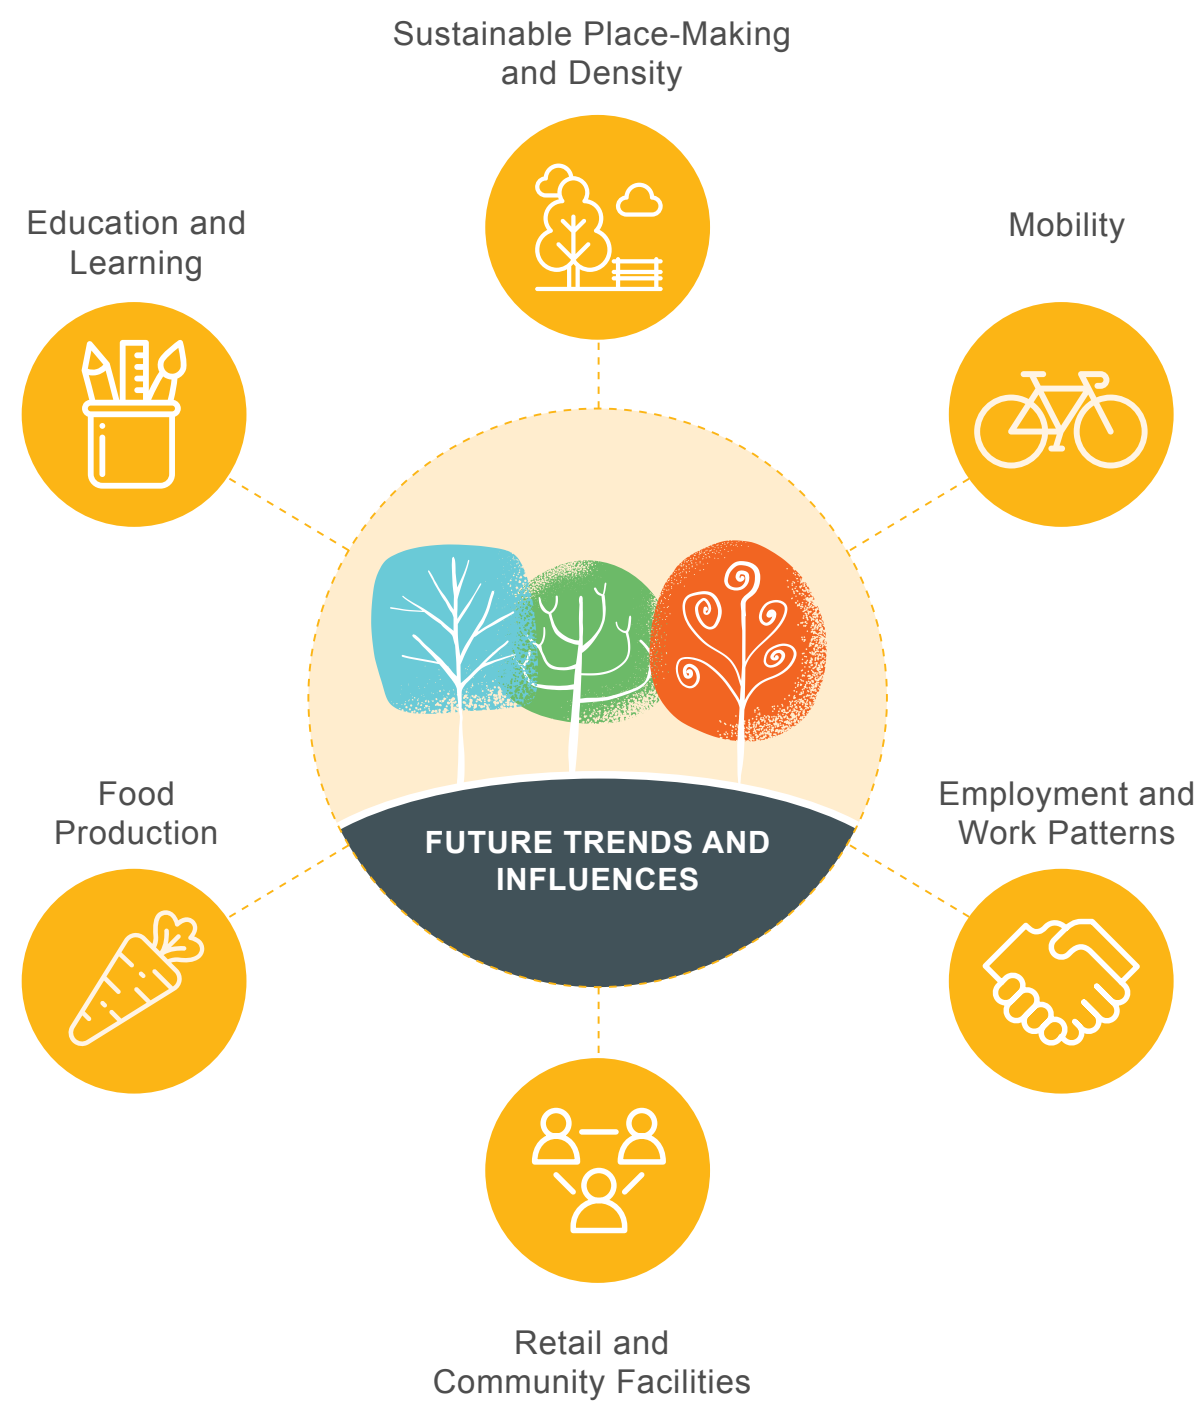 Sustainable Place-Making
and Density
Education and
Learning
Mobility
FUTURE TRENDS AND
INFLUENCES
Food
Production
Employment and
Work Patterns
Retail and
Community Facilities